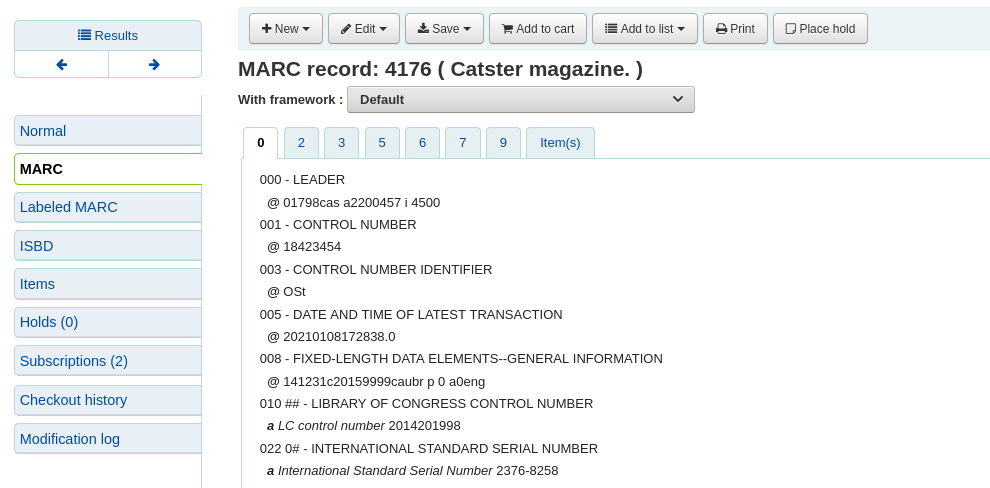 Results
Normal
MARC
Labeled MARC
ISBD
Items
Holds (0)
Subscriptions (2)
Checkout history
Modification log
New Edit Save Add to cart Add to list Print Place hold
MARC record: 4176 ( Catster magazine. )
With framework : Default
0 2 3 5 6 7 9 Item(s)
000 - LEADER
@ 01798cas a2200457 i 4500
001 - CONTROL NUMBER
@ 18423454
003 - CONTROL NUMBER IDENTIFIER
@ OSt
005 - DATE AND TIME OF LATEST TRANSACTION
@ 20210108172838.0
008 - FIXED-LENGTH DATA ELEMENTS--GENERAL INFORMATION
@ 141231c20159999caubr p 0 a0eng
010 ## - LIBRARY OF CONGRESS CONTROL NUMBER
a LC control number 2014201998
022 0# - INTERNATIONAL STANDARD SERIAL NUMBER
a International Standard Serial Number 2376-8258